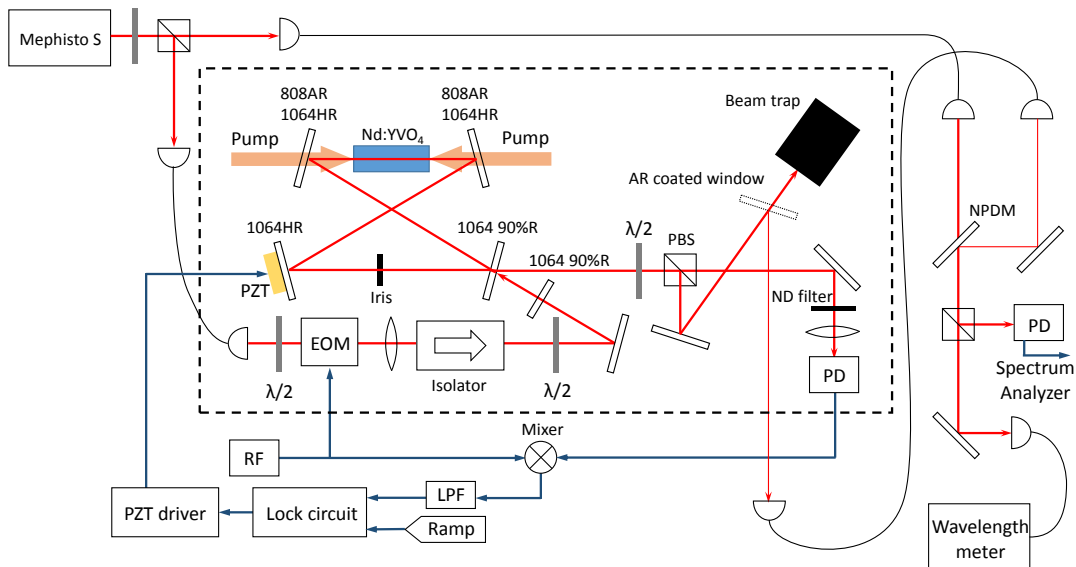 Mephisto S
808AR
1064HR
808AR
1064HR
Beam trap
Pump
Nd:YVO4
Pump
AR coated window
NPDM
1064HR
1064 90%R
λ/2
PBS
1064 90%R
PZT
Iris
ND filter
EOM
PD
PD
Spectrum
Analyzer
λ/2
Isolator
λ/2
Mixer
RF
LPF
PZT driver
Lock circuit
Ramp
Wavelength
meter